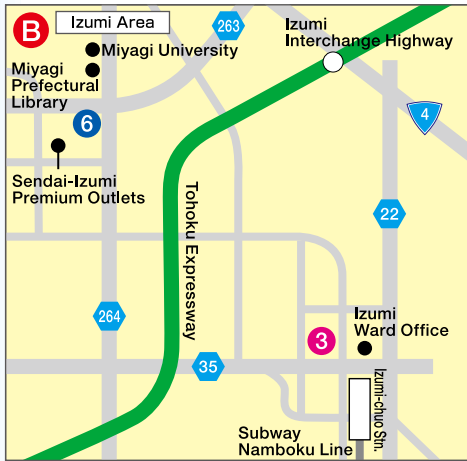 B
Izumi Area
Miyagi University
Miyagi
Prefectural
Library
6
Sendai-Izumi
Premium Outlets
263
Izumi
Interchange Highway
4
22
Tohoku Expressway
264
35
3
Izumi
Ward Office
Izumi-chuo Stn.
Subway
Namboku Line